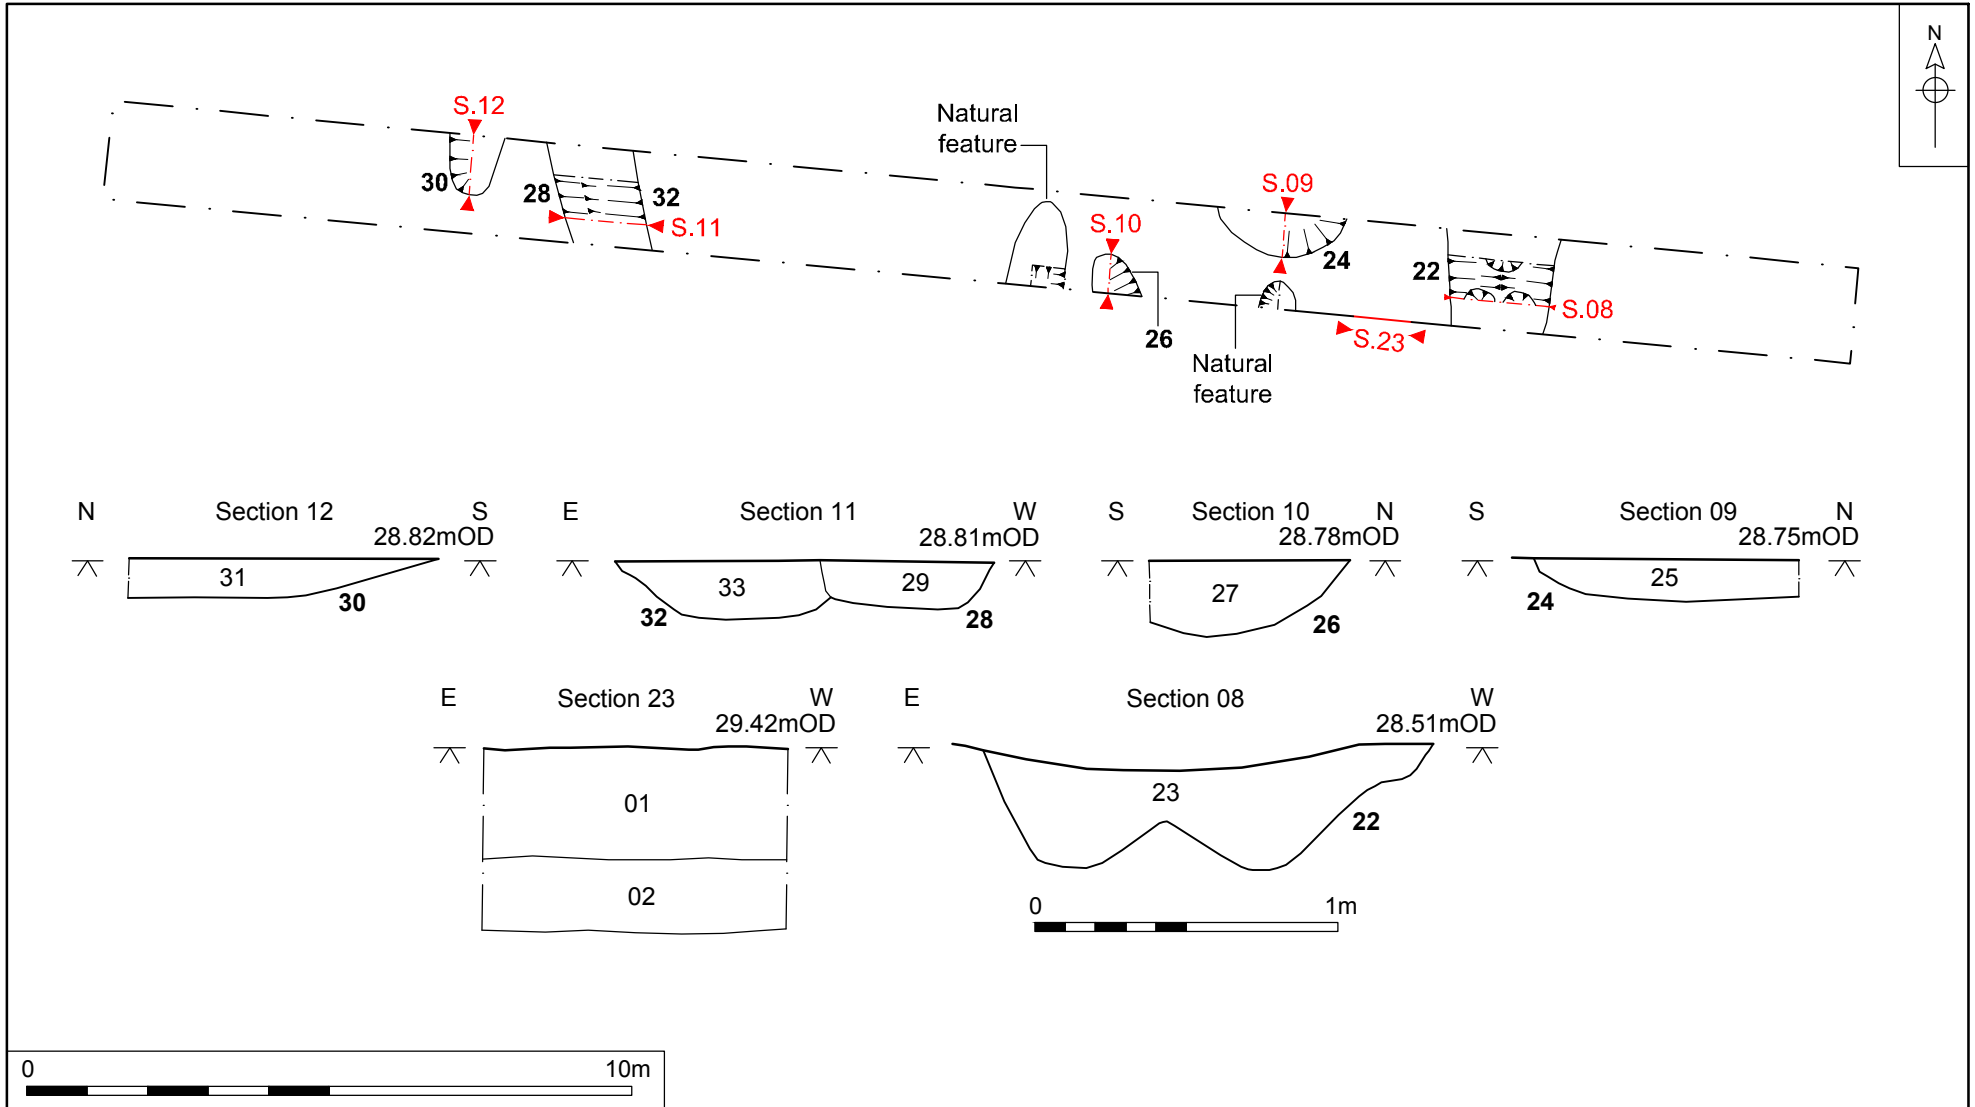 N
S.12
Natural
feature
S.09
30
28
32
S.11
S.10
24
22
S.08
26
S.23
Natural
feature
N Section 12 S
28.82mOD
31
30
E Section 11 W
28.81mOD
33
29
32
28
S Section 10 N
28.78mOD
27
26
S Section 09 N
28.75mOD
25
24
E Section 23 W
29.42mOD
01
02
E Section 08 W
28.51mOD
23
22
0 1m
0 10m